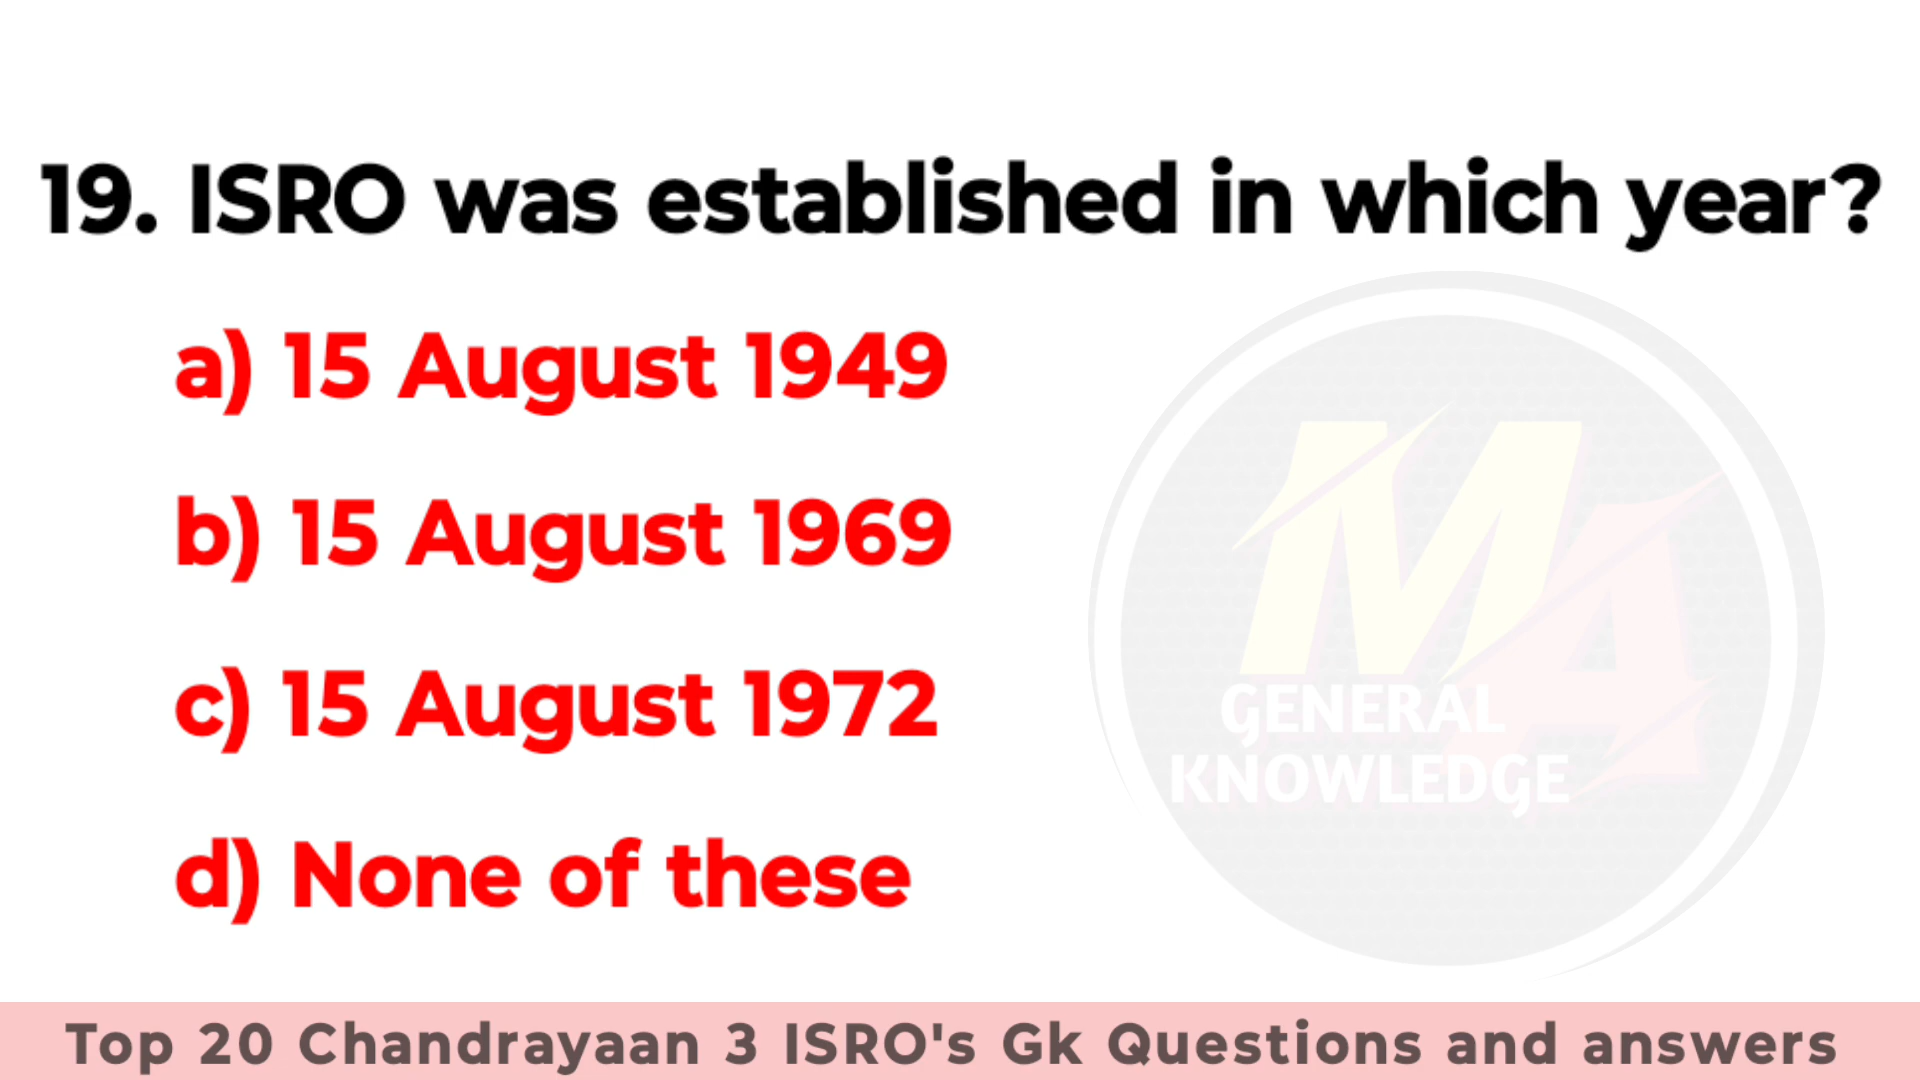 19. ISRO was established in which year?
a) 15 August 1949
b) 15 August 1969
c) 15 August 1972
d) None of these
MA
GENERAL
KNOWLEDGE
Top 20 Chandrayaan 3 ISRO's Gk Questions and answers